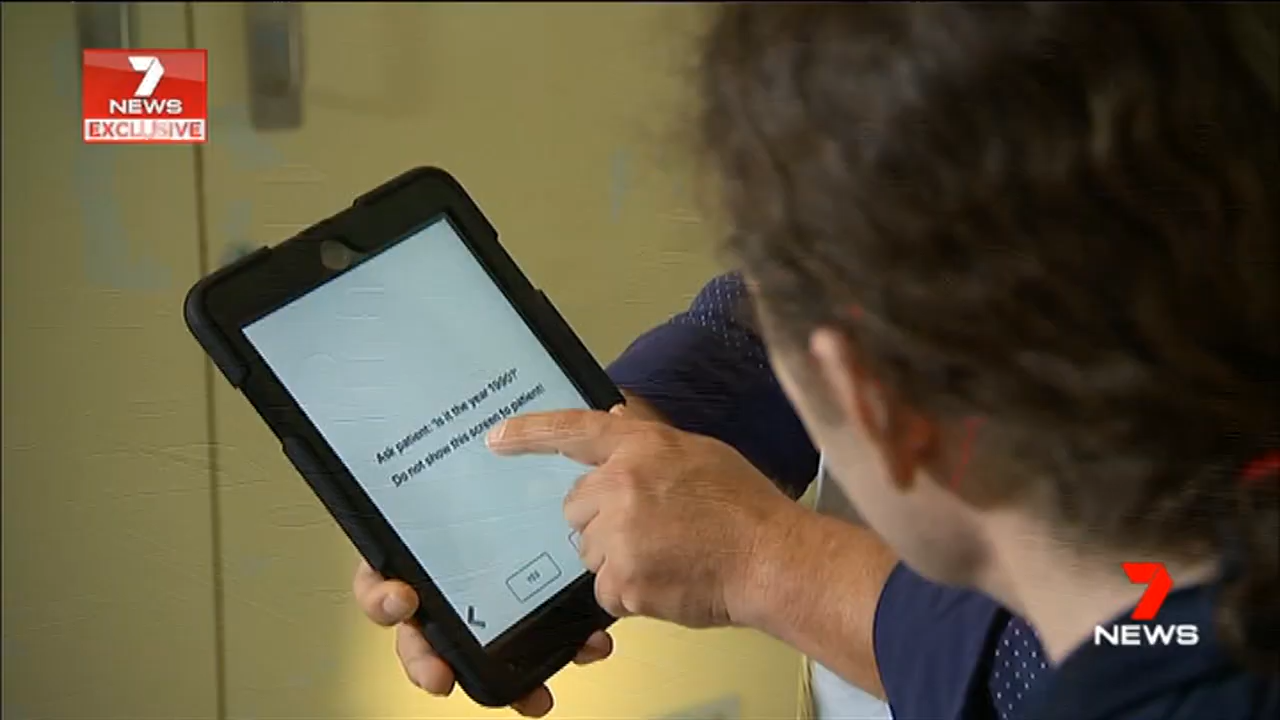 7
NEWS
EXCLUSIVE
Ask patient: 'Is it the year 1990?'
Do not show this screen to patient!
YES
7
NEWS